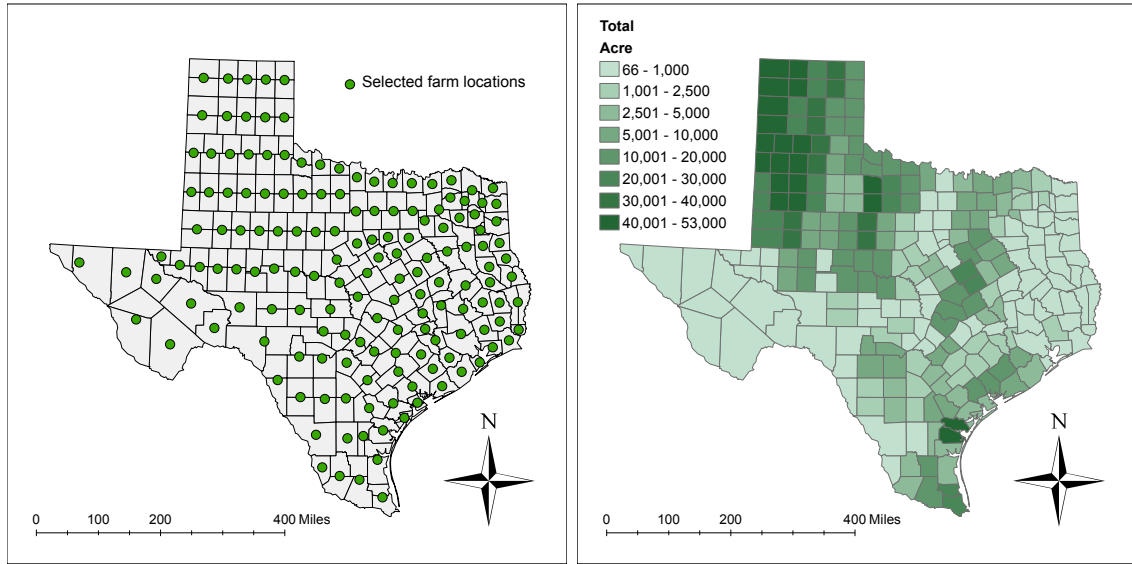 Selected farm locations
N
0 100 200 400 Miles
Total
Acre
66 - 1,000
1,001 - 2,500
2,501 - 5,000
5,001 - 10,000
10,001 - 20,000
20,001 - 30,000
30,001 - 40,000
40,001 - 53,000
N
0 100 200 400 Miles